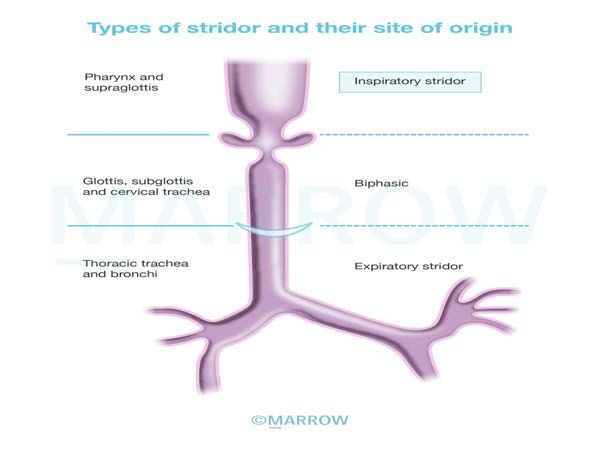 Types of stridor and their site of origin
Pharynx and
supraglottis
Inspiratory stridor
Glottis, subglottis
and cervical trachea
Biphasic
MARROW
Thoracic trachea
and bronchi
Expiratory stridor
©MARROW